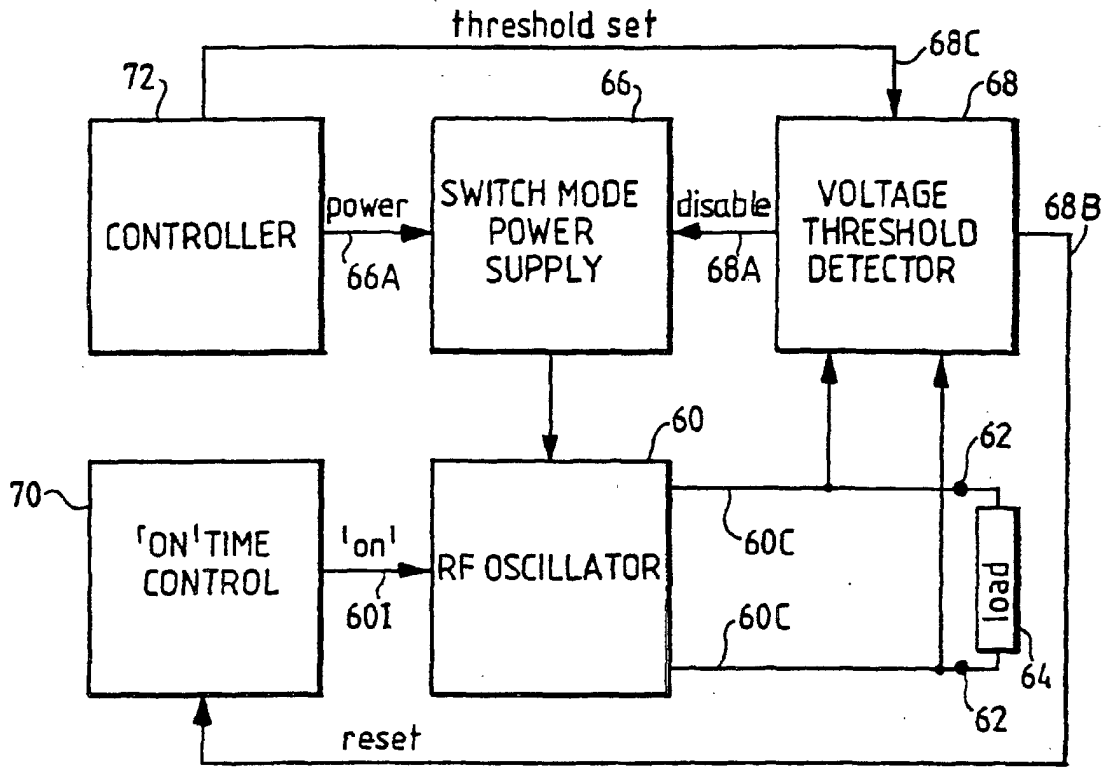 threshold set
68C
72
66
68
CONTROLLER
power
66A
SWITCH MODE
POWER
SUPPLY
disable
68A
VOLTAGE
THRESHOLD
DETECTOR
68B
60
62
70
'ON' TIME
CONTROL
'on'
60I
RF OSCILLATOR
60C
60C
load
64
62
reset